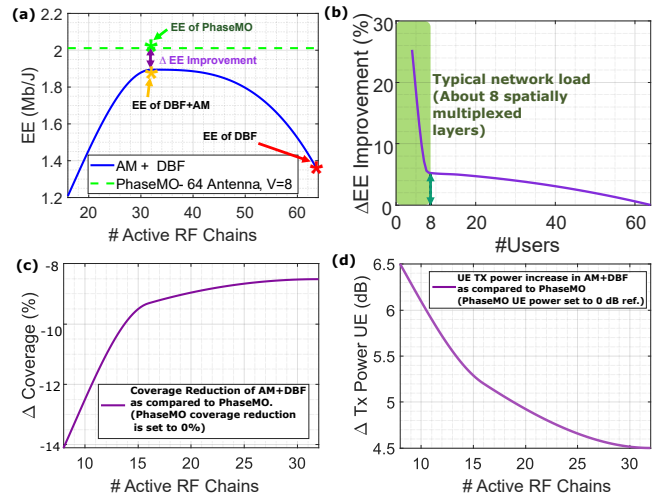 (a)
EE (Mb/J)
2.2
2.1
2
1.8
1.6
1.4
1.2
EE of PhaseMO
Δ EE Improvement
EE of DBF+AM
EE of DBF
AM + DBF
PhaseMO- 64 Antenna, V=8
20 30 40 50 60
# Active RF Chains
(b)
ΔEE Improvement (%)
30
20
10
0
Typical network load
(About 8 spatially
multiplexed
layers)
0 8 20 40 60
#Users
(c)
Δ Coverage (%)
-8
-10
-12
-14
Coverage Reduction of AM+DBF
as compared to PhaseMO.
(PhaseMO coverage reduction
is set to 0%)
10 15 20 25 30
# Active RF Chains
(d)
Δ Tx Power UE (dB)
6.5
6
5.5
5
4.5
UE TX power increase in AM+DBF
as compared to PhaseMO
(PhaseMO UE power set to 0 dB ref.)
10 15 20 25 30
# Active RF Chains